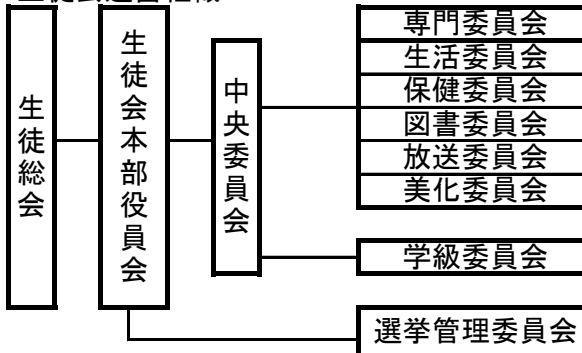 生徒総会
生徒会本部役員会
中央委員会
専門委員会
生活委員会
保健委員会
図書委員会
放送委員会
美化委員会
学級委員会
選挙管理委員会